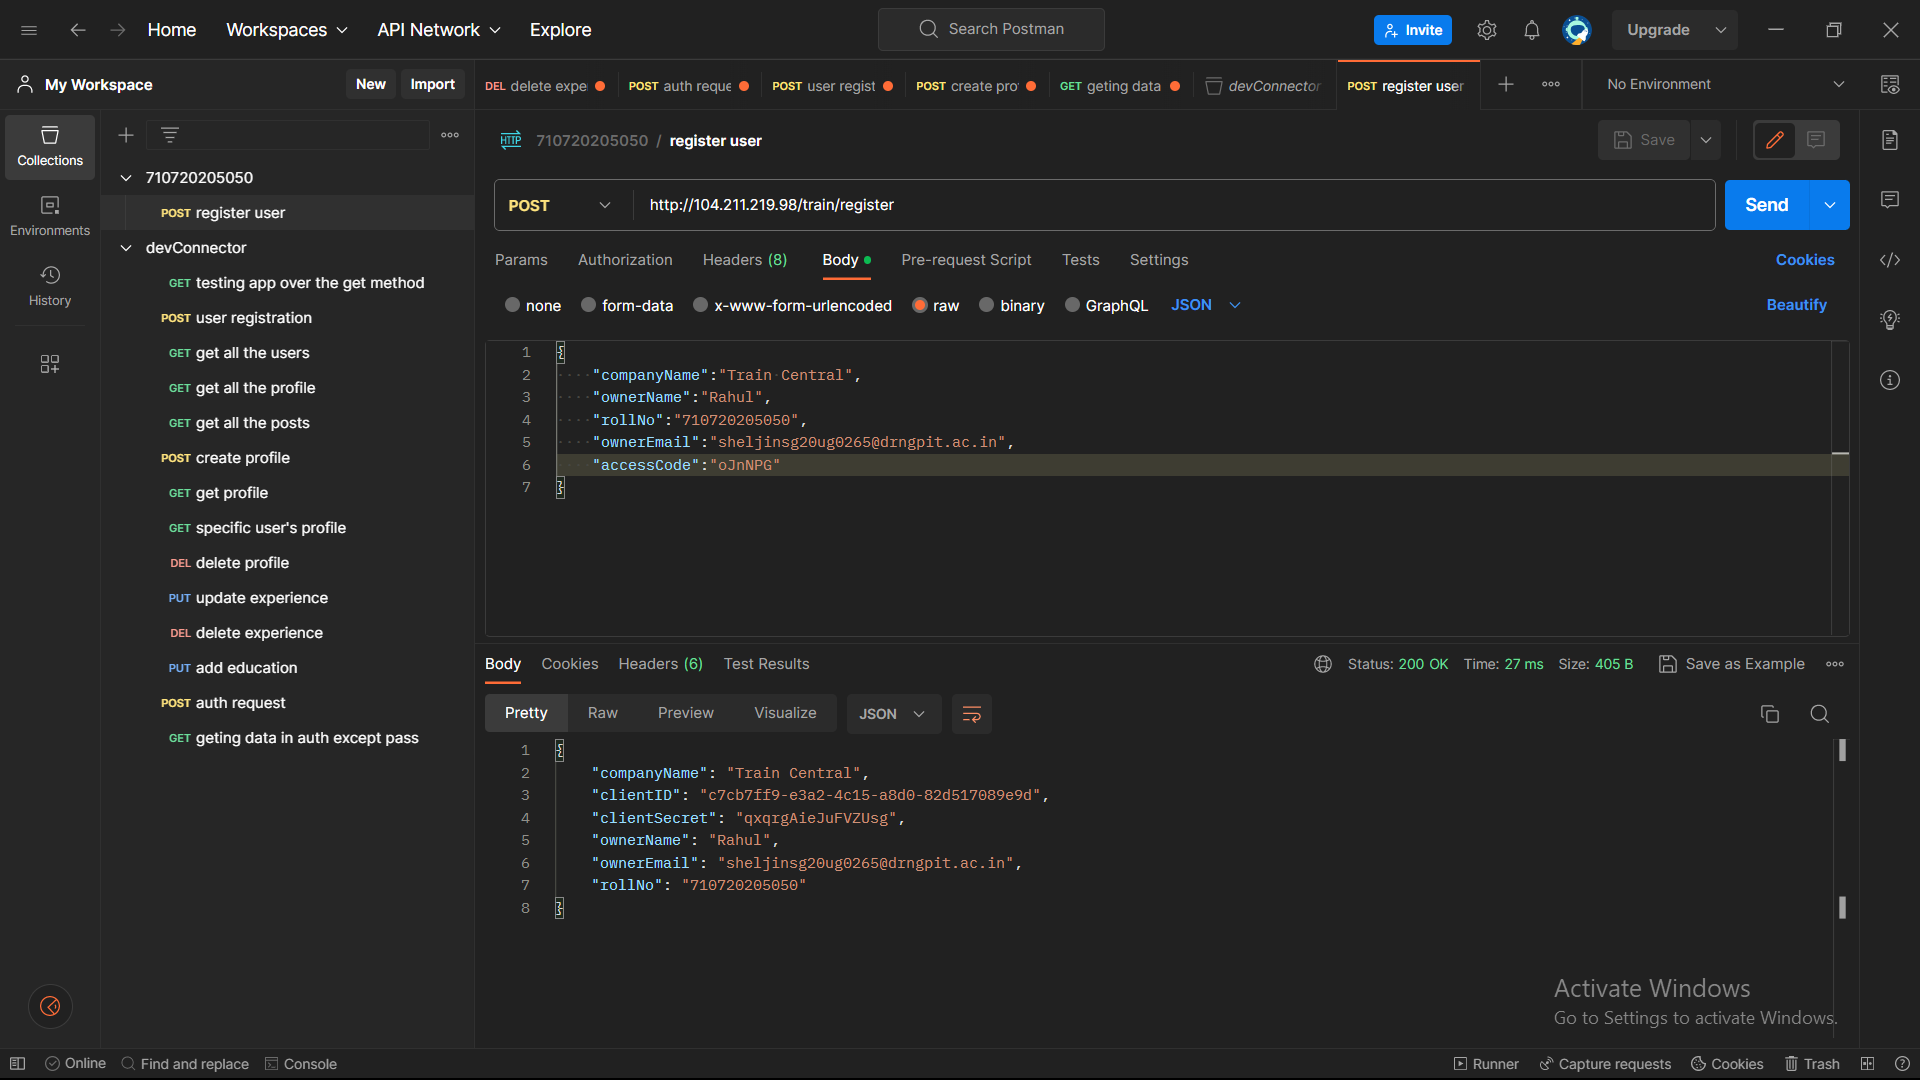 Home
Workspaces
API Network
Explore
Search Postman
Invite
Upgrade
My Workspace
New
Import
DEL delete expe
POST auth reque
POST user regist
POST create pro
GET geting data
devConnector
POST register user
No Environment
Collections
Environments
History
710720205050
POST register user
devConnector
GET testing app over the get method
POST user registration
GET get all the users
GET get all the profile
GET get all the posts
POST create profile
GET get profile
GET specific user's profile
DEL delete profile
PUT update experience
DEL delete experience
PUT add education
POST auth request
GET geting data in auth except pass
HTTP 710720205050 / register user
Save
POST
http://104.211.219.98/train/register
Send
Params
Authorization
Headers (8)
Body
Pre-request Script
Tests
Settings
Cookies
none
form-data
x-www-form-urlencoded
raw
binary
GraphQL
JSON
Beautify
1 {
2 "companyName":"Train Central",
3 "ownerName":"Rahul",
4 "rollNo":"710720205050",
5 "ownerEmail":"sheljinsg20ug0265@drngpit.ac.in",
6 "accessCode":"oJnNPG"
7 }
Body
Cookies
Headers (6)
Test Results
Status: 200 OK
Time: 27 ms
Size: 405 B
Save as Example
Pretty
Raw
Preview
Visualize
JSON
1 {
2 "companyName": "Train Central",
3 "clientID": "c7cb7ff9-e3a2-4c15-a8d0-82d517089e9d",
4 "clientSecret": "qxqrgAieJuFVZUsg",
5 "ownerName": "Rahul",
6 "ownerEmail": "sheljinsg20ug0265@drngpit.ac.in",
7 "rollNo": "710720205050"
8 }
Activate Windows
Go to Settings to activate Windows.
Online
Find and replace
Console
Runner
Capture requests
Cookies
Trash